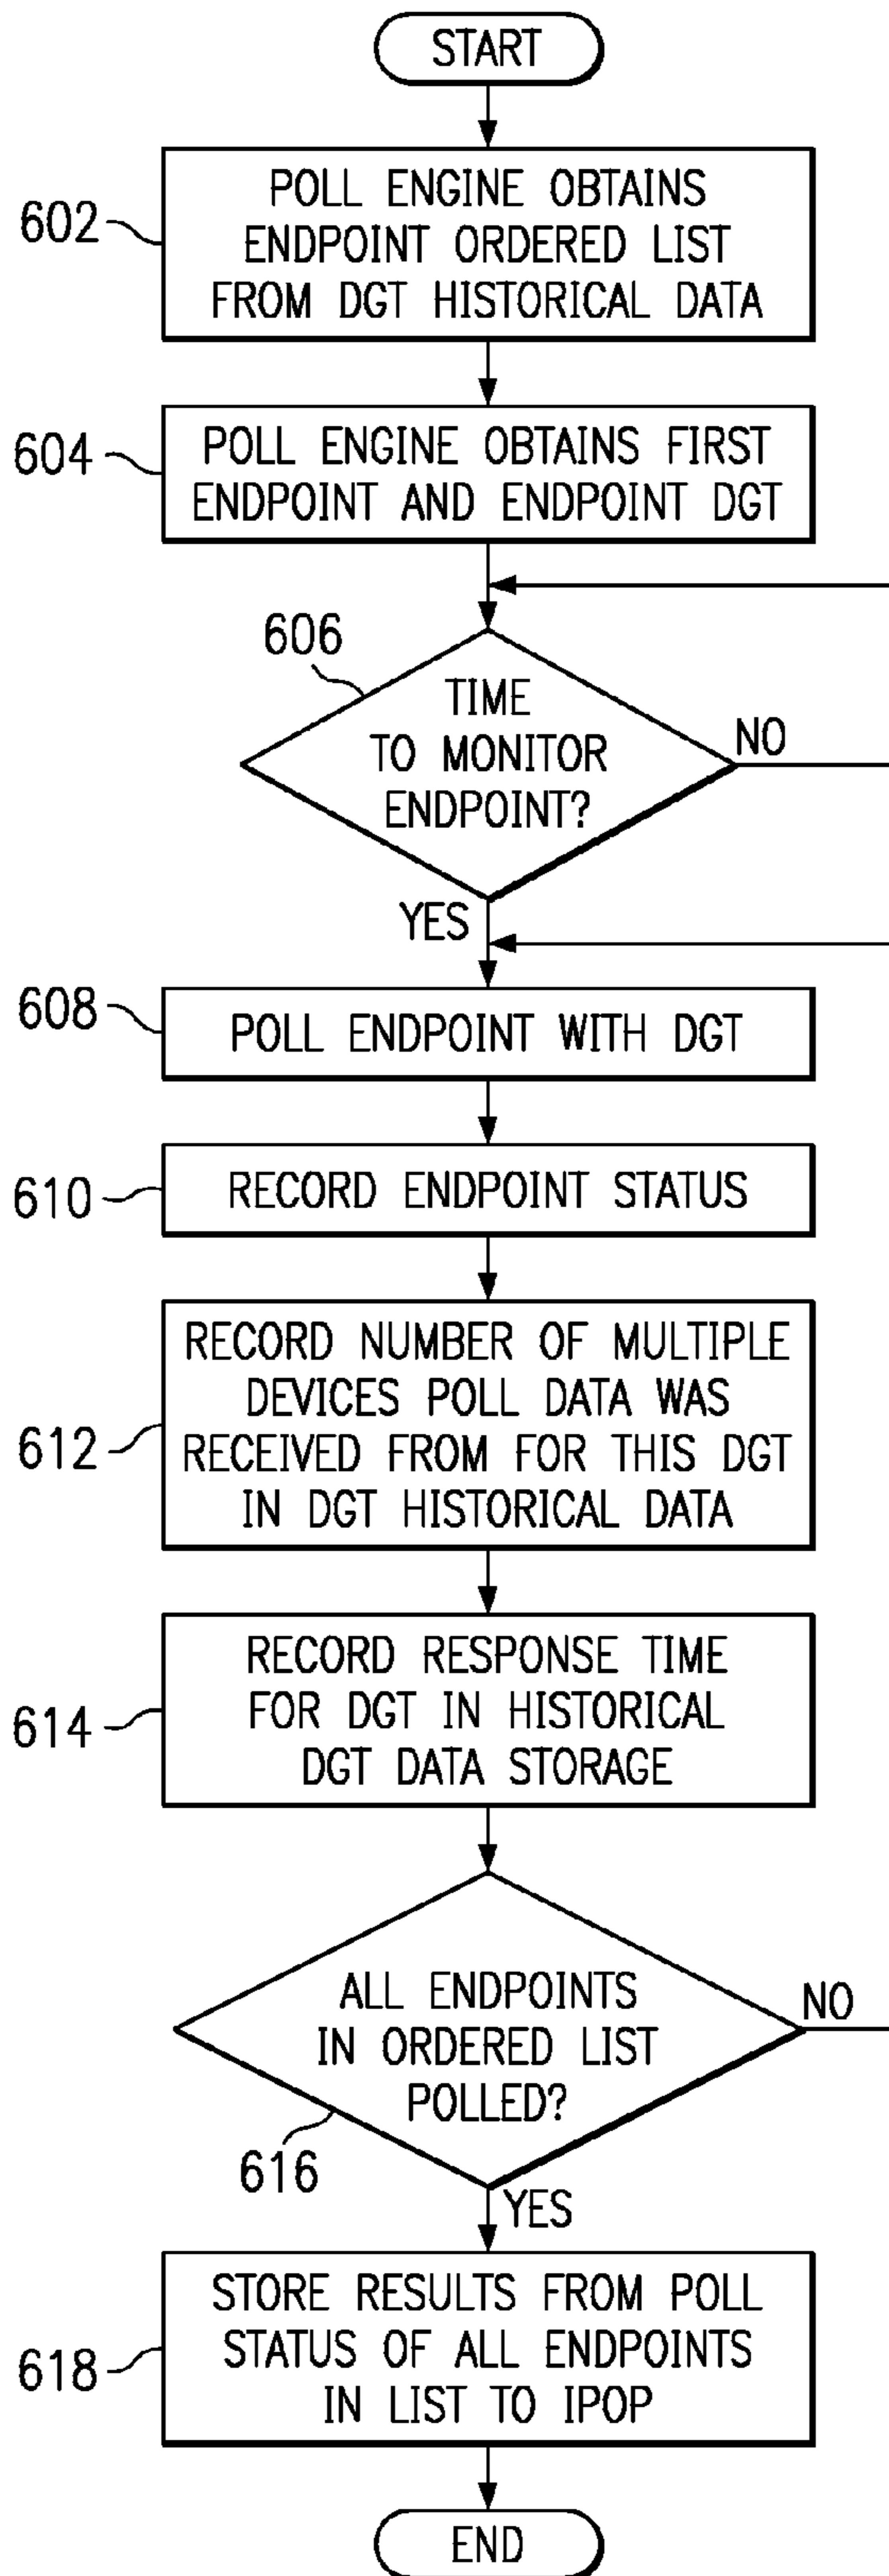 START
602
POLL ENGINE OBTAINS
ENDPOINT ORDERED LIST
FROM DGT HISTORICAL DATA
604
POLL ENGINE OBTAINS FIRST
ENDPOINT AND ENDPOINT DGT
606
TIME
TO MONITOR
ENDPOINT?
NO
YES
608
POLL ENDPOINT WITH DGT
610
RECORD ENDPOINT STATUS
612
RECORD NUMBER OF MULTIPLE
DEVICES POLL DATA WAS
RECEIVED FROM FOR THIS DGT
IN DGT HISTORICAL DATA
614
RECORD RESPONSE TIME
FOR DGT IN HISTORICAL
DGT DATA STORAGE
ALL ENDPOINTS
IN ORDERED LIST
POLLED?
NO
616
YES
618
STORE RESULTS FROM POLL
STATUS OF ALL ENDPOINTS
IN LIST TO IPOP
END